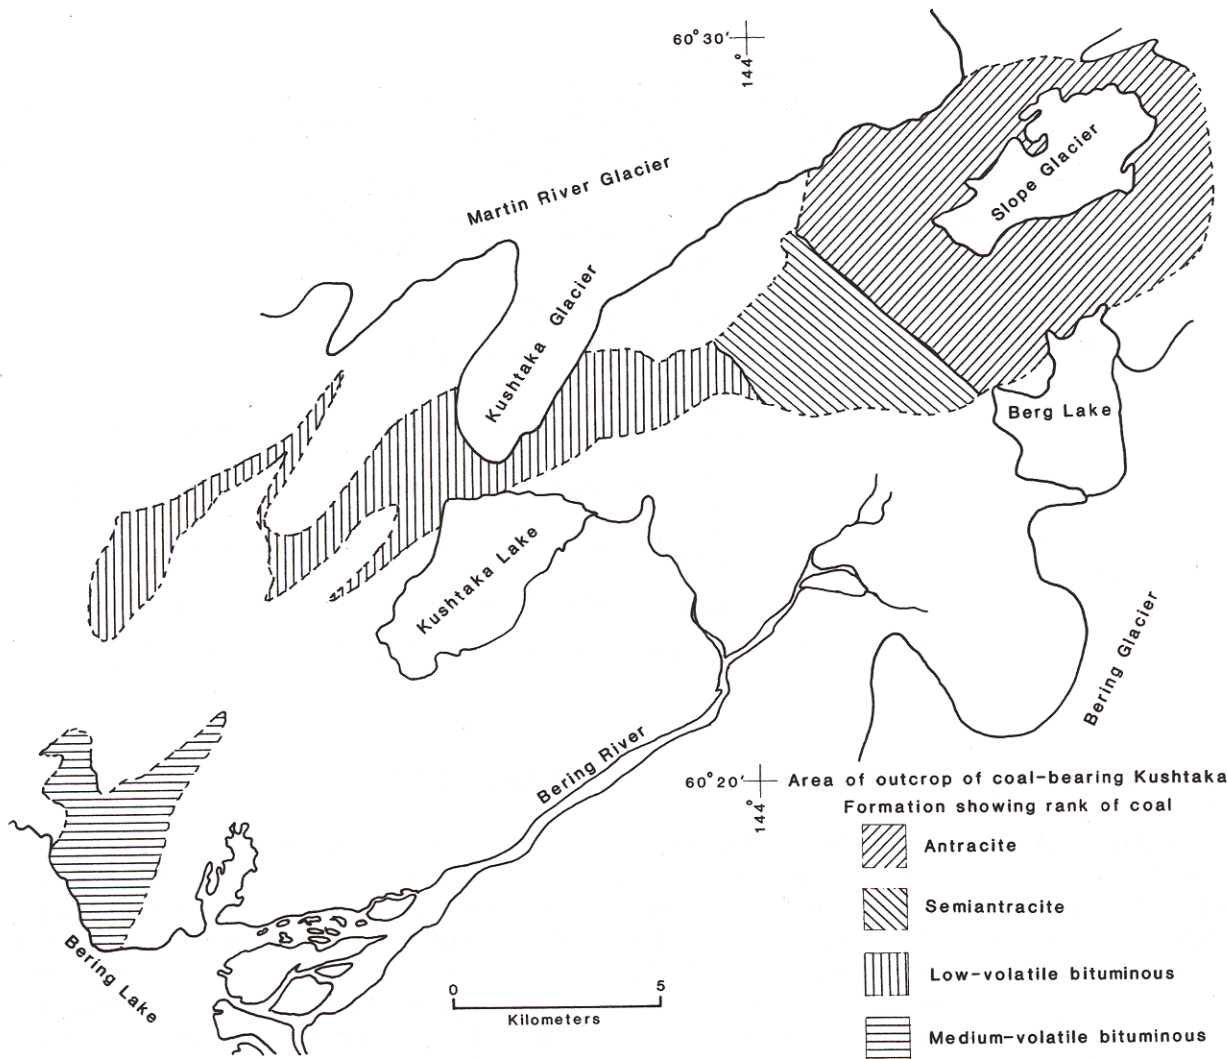 60°30′
144°
Martin River Glacier
Slope Glacier
Kushtaka Glacier
Berg Lake
Kushtaka Lake
Bering Glacier
Bering River
60°20′
144°
Area of outcrop of coal-bearing Kushtaka
Formation showing rank of coal
Antracite
Semiantracite
Low-volatile bituminous
Medium-volatile bituminous
Bering Lake
0 5
Kilometers